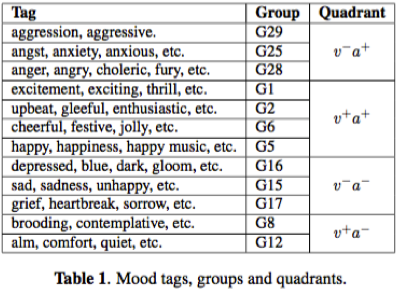 Tag Group Quadrant
aggression, aggressive. G29
angst, anxiety, anxious, etc. G25 v⁻a⁺
anger, angry, choleric, fury, etc. G28
excitement, exciting, thrill, etc. G1
upbeat, gleeful, enthusiastic, etc. G2
cheerful, festive, jolly, etc. G6 v⁺a⁺
happy, happiness, happy music, etc. G5
depressed, blue, dark, gloom, etc. G16
sad, sadness, unhappy, etc. G15 v⁻a⁻
grief, heartbreak, sorrow, etc. G17
brooding, contemplative, etc. G8 v⁺a⁻
alm, comfort, quiet, etc. G12
Table 1. Mood tags, groups and quadrants.